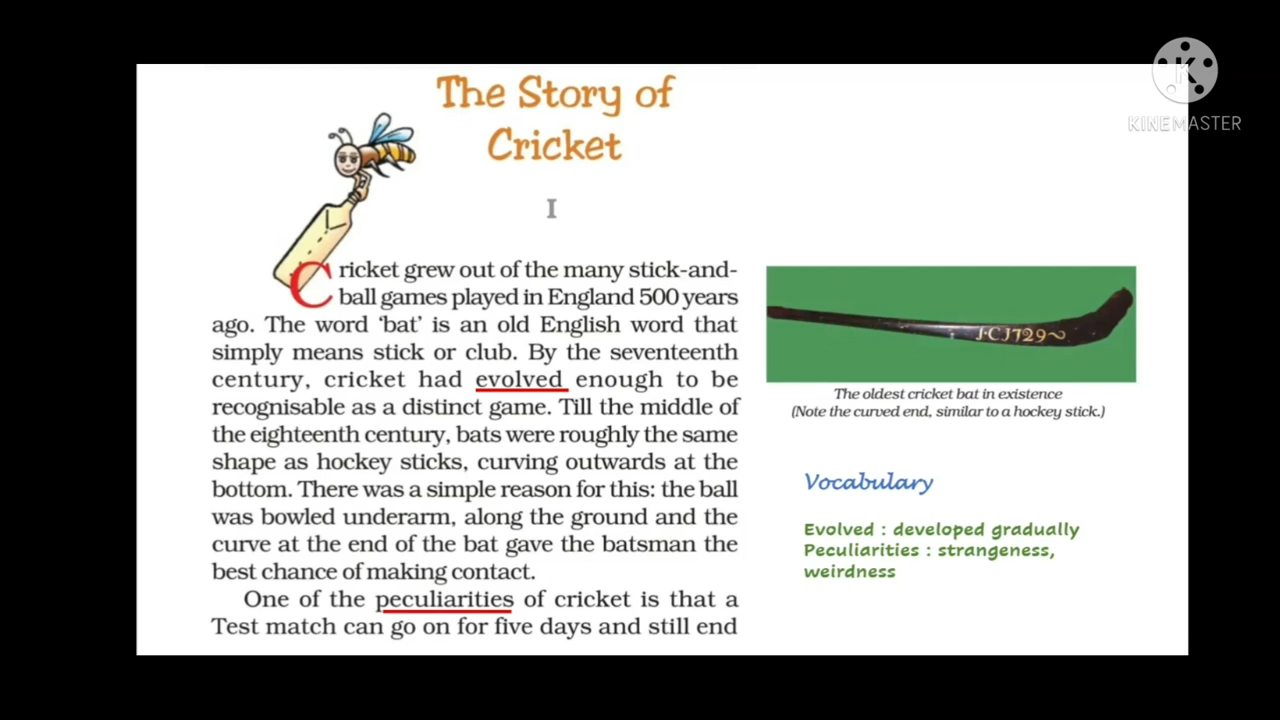 The Story of
Cricket
I
Cricket grew out of the many stick-and-
ball games played in England 500 years
ago. The word ‘bat’ is an old English word that
simply means stick or club. By the seventeenth
century, cricket had evolved enough to be
recognisable as a distinct game. Till the middle of
the eighteenth century, bats were roughly the same
shape as hockey sticks, curving outwards at the
bottom. There was a simple reason for this: the ball
was bowled underarm, along the ground and the
curve at the end of the bat gave the batsman the
best chance of making contact.
One of the peculiarities of cricket is that a
Test match can go on for five days and still end
J.C.1729
The oldest cricket bat in existence
(Note the curved end, similar to a hockey stick.)
Vocabulary
Evolved : developed gradually
Peculiarities : strangeness,
weirdness
K
KINEMASTER